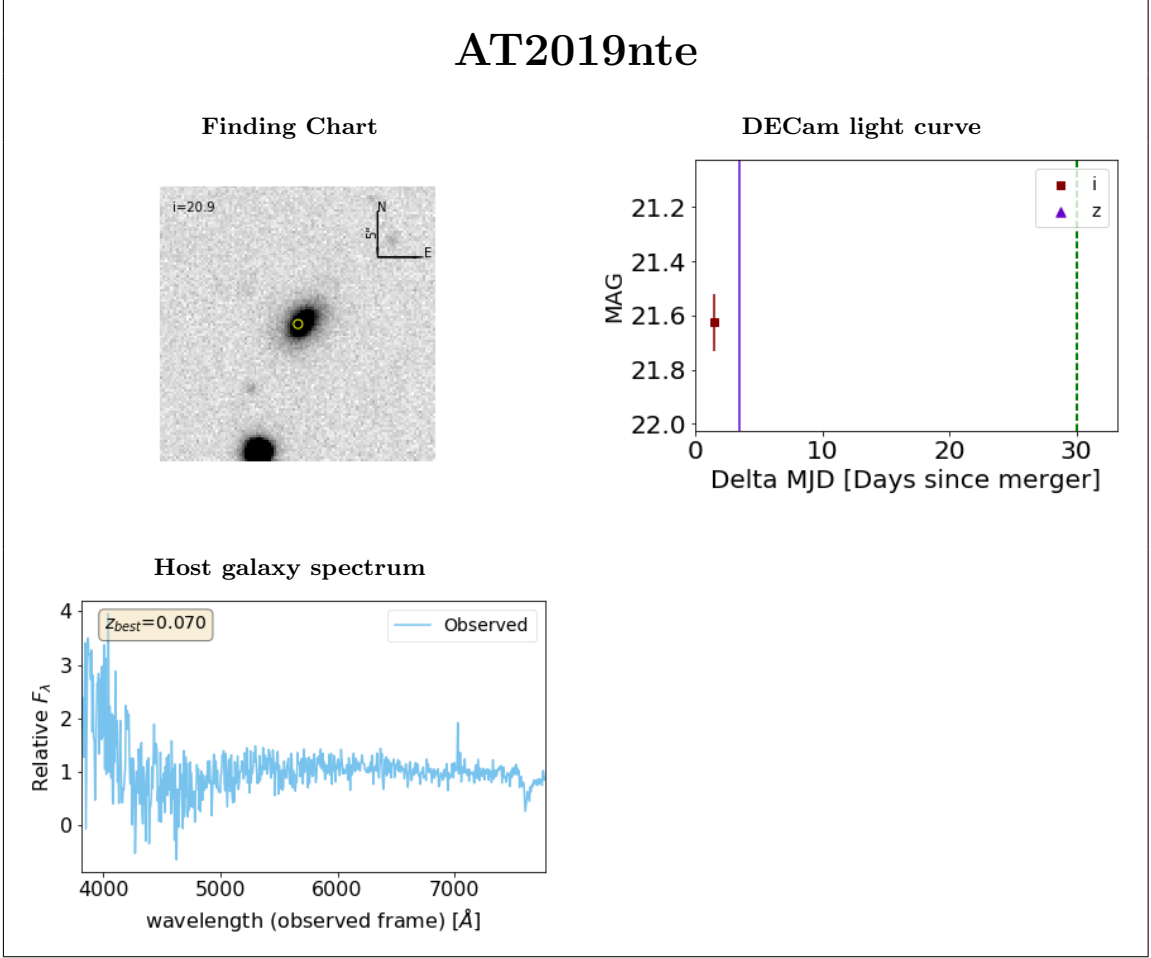 AT2019nte
Finding Chart
i=20.9
N
5"
E
DECam light curve
i
z
MAG
21.2
21.4
21.6
21.8
22.0
0 10 20 30
Delta MJD [Days since merger]
Host galaxy spectrum
z_best=0.070
Observed
Relative F_λ
4
3
2
1
0
4000 5000 6000 7000
wavelength (observed frame) [Å]